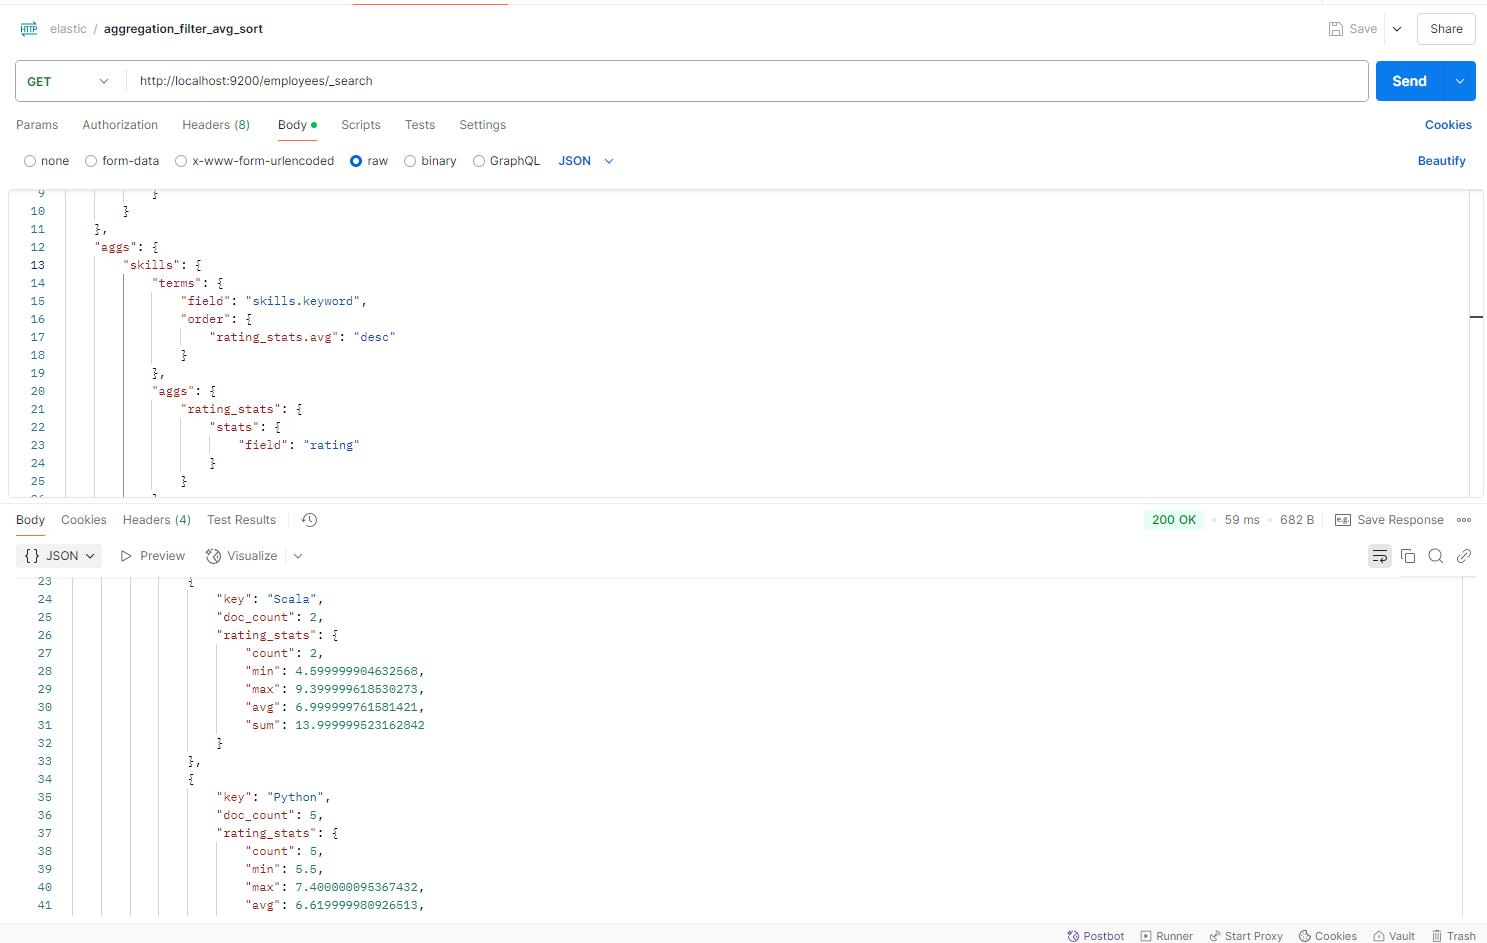 HTTP elastic / aggregation_filter_avg_sort Save Share
GET http://localhost:9200/employees/_search Send
Params Authorization Headers (8) Body Scripts Tests Settings Cookies
none form-data x-www-form-urlencoded raw binary GraphQL JSON Beautify
9 }
10 }
11 },
12 "aggs": {
13 "skills": {
14 "terms": {
15 "field": "skills.keyword",
16 "order": {
17 "rating_stats.avg": "desc"
18 }
19 },
20 "aggs": {
21 "rating_stats": {
22 "stats": {
23 "field": "rating"
24 }
25 }
Body Cookies Headers (4) Test Results 200 OK 59 ms 682 B e.g. Save Response
{} JSON Preview Visualize
23 {
24 "key": "Scala",
25 "doc_count": 2,
26 "rating_stats": {
27 "count": 2,
28 "min": 4.599999904632568,
29 "max": 9.399999618530273,
30 "avg": 6.999999761581421,
31 "sum": 13.999999523162842
32 }
33 },
34 {
35 "key": "Python",
36 "doc_count": 5,
37 "rating_stats": {
38 "count": 5,
39 "min": 5.5,
40 "max": 7.400000095367432,
41 "avg": 6.619999980926513,
Postbot Runner Start Proxy Cookies Vault Trash